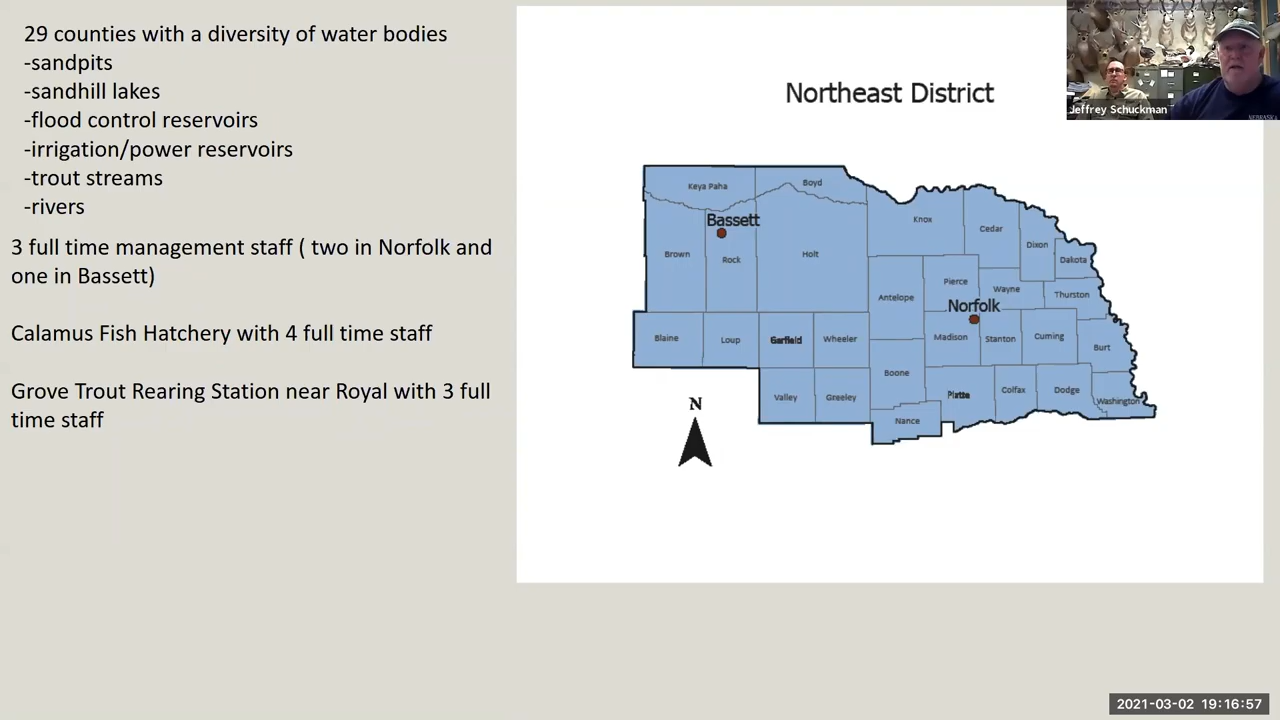 29 counties with a diversity of water bodies
-sandpits
-sandhill lakes
-flood control reservoirs
-irrigation/power reservoirs
-trout streams
-rivers
3 full time management staff ( two in Norfolk and
one in Bassett)
Calamus Fish Hatchery with 4 full time staff
Grove Trout Rearing Station near Royal with 3 full
time staff
Northeast District
Jeffrey Schuckman
NEBRASKA
Keya Paha
Boyd
Bassett
Knox
Cedar
Dixon
Dakota
Brown
Rock
Holt
Antelope
Pierce
Wayne
Thurston
Norfolk
Blaine
Loup
Garfield
Wheeler
Madison
Stanton
Cuming
Burt
Boone
Valley
Greeley
Platte
Colfax
Dodge
Washington
Nance
N
2021-03-02 19:16:57